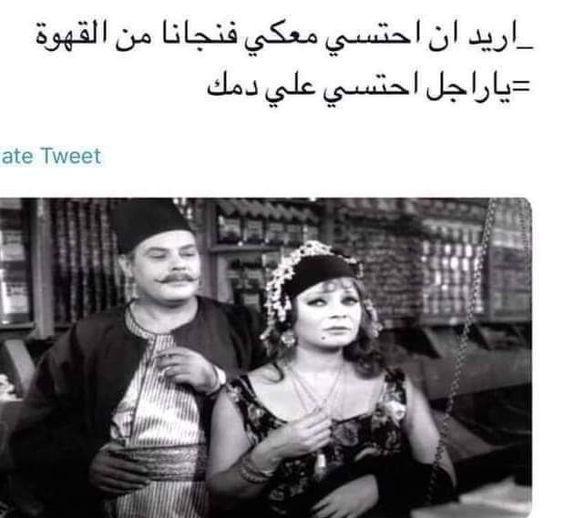 _اريد ان احتسي معكي فنجانا من القهوة
=ياراجل احتسي علي دمك
ate Tweet